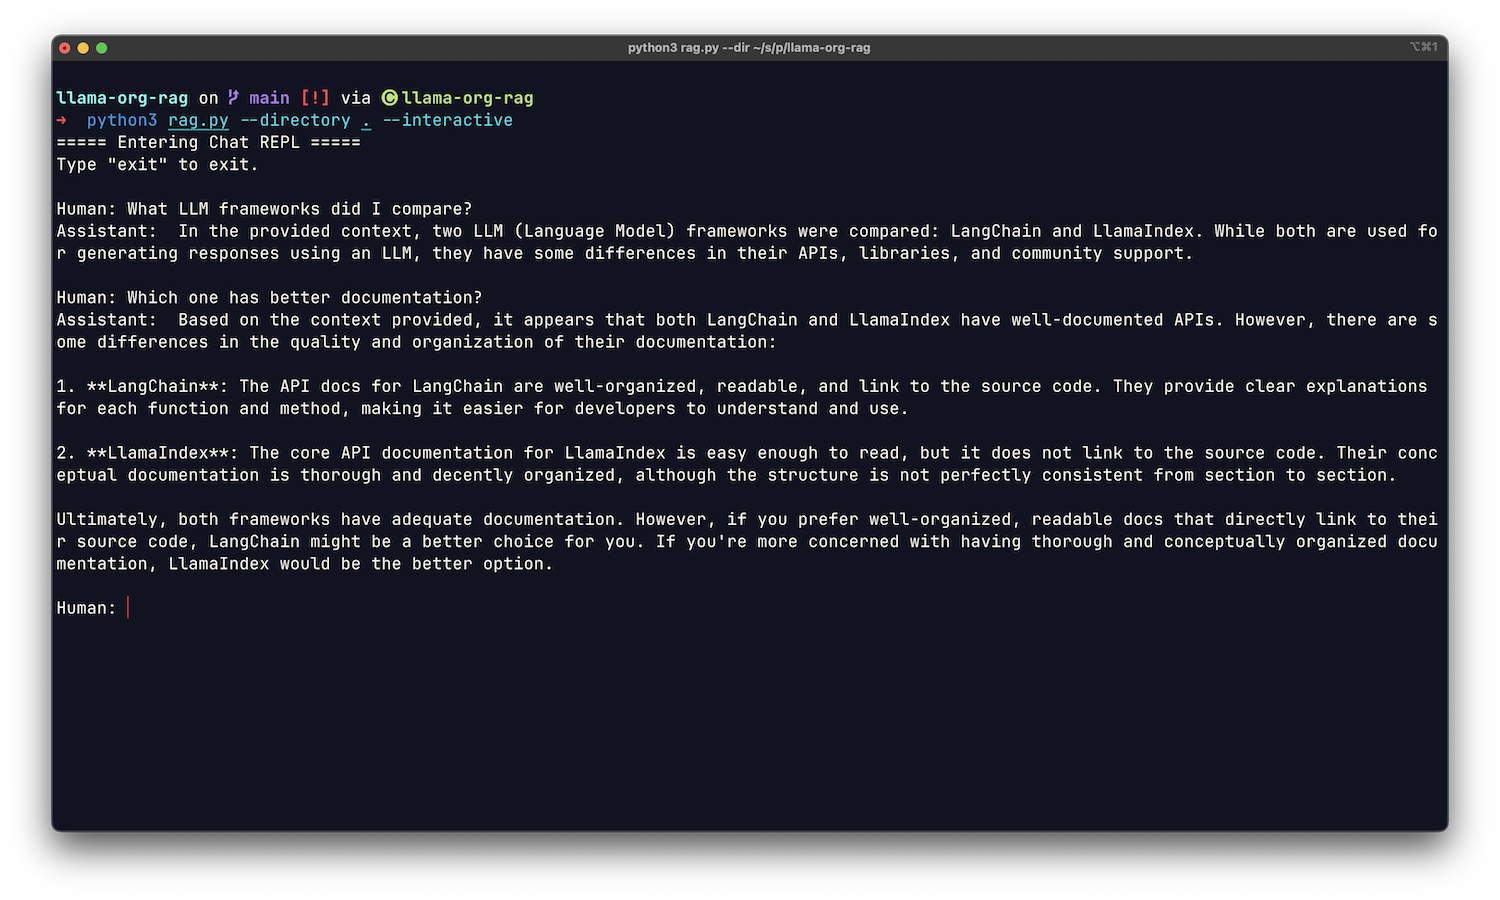 python3 rag.py --dir ~/s/p/llama-org-rag
⌥⌘1
llama-org-rag on main [!] via C llama-org-rag
➜ python3 rag.py --directory . --interactive
===== Entering Chat REPL =====
Type "exit" to exit.
Human: What LLM frameworks did I compare?
Assistant:  In the provided context, two LLM (Language Model) frameworks were compared: LangChain and LlamaIndex. While both are used fo
r generating responses using an LLM, they have some differences in their APIs, libraries, and community support.
Human: Which one has better documentation?
Assistant:  Based on the context provided, it appears that both LangChain and LlamaIndex have well-documented APIs. However, there are s
ome differences in the quality and organization of their documentation:
1. **LangChain**: The API docs for LangChain are well-organized, readable, and link to the source code. They provide clear explanations
for each function and method, making it easier for developers to understand and use.
2. **LlamaIndex**: The core API documentation for LlamaIndex is easy enough to read, but it does not link to the source code. Their conc
eptual documentation is thorough and decently organized, although the structure is not perfectly consistent from section to section.
Ultimately, both frameworks have adequate documentation. However, if you prefer well-organized, readable docs that directly link to thei
r source code, LangChain might be a better choice for you. If you're more concerned with having thorough and conceptually organized docu
mentation, LlamaIndex would be the better option.
Human: